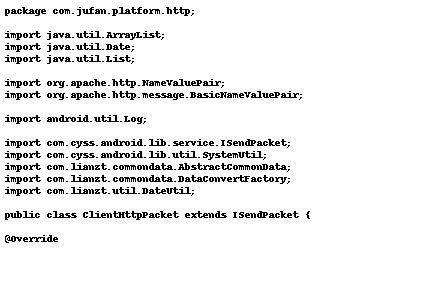 package com.jufan.platform.http;
import java.util.ArrayList;
import java.util.Date;
import java.util.List;
import org.apache.http.NameValuePair;
import org.apache.http.message.BasicNameValuePair;
import android.util.Log;
import com.cyss.android.lib.service.ISendPacket;
import com.cyss.android.lib.util.SystemUtil;
import com.lianzt.commondata.AbstractCommonData;
import com.lianzt.commondata.DataConvertFactory;
import com.lianzt.util.DateUtil;
public class ClientHttpPacket extends ISendPacket {
@Override